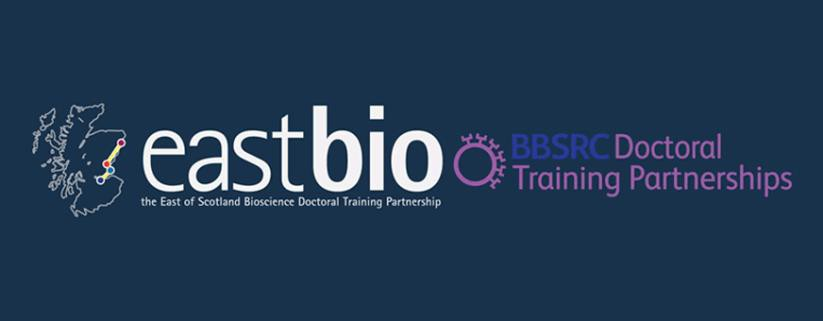 eastbio
the East of Scotland Bioscience Doctoral Training Partnership
BBSRC Doctoral
Training Partnerships